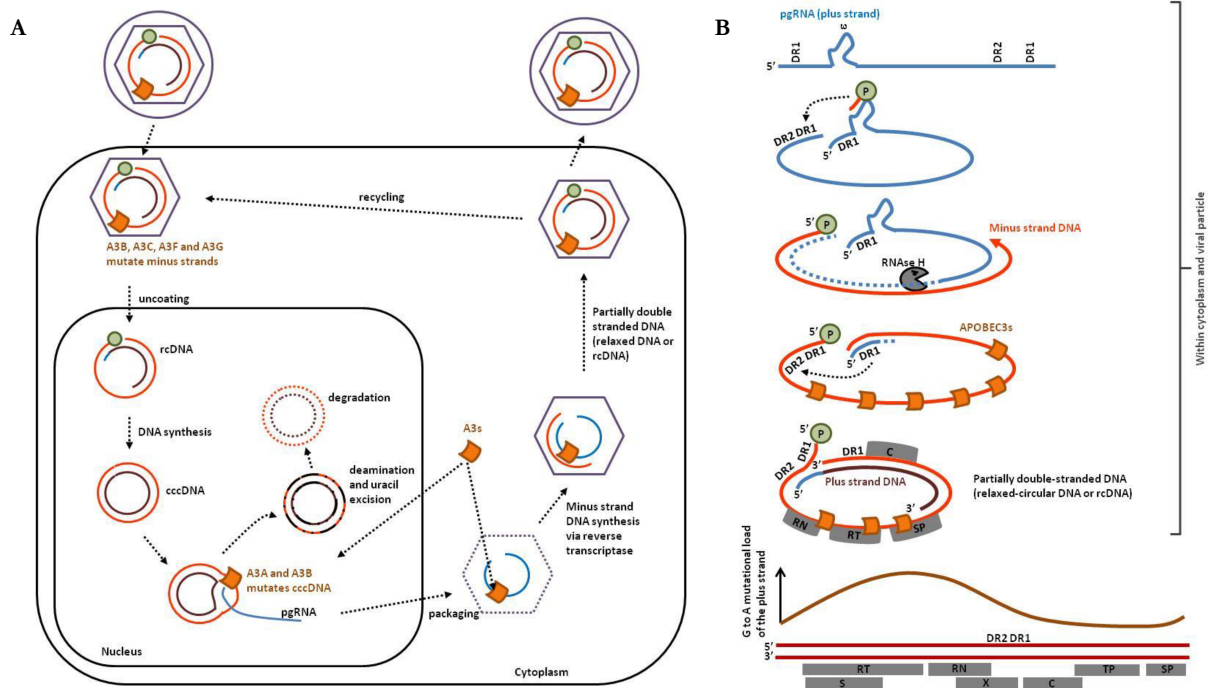 A
A3B, A3C, A3F and A3G
mutate minus strands
recycling
uncoating
rcDNA
DNA synthesis
cccDNA
degradation
deamination
and uracil
excision
A3s
A3A and A3B
mutates cccDNA
pgRNA
packaging
Minus strand
DNA synthesis
via reverse
transcriptase
Partially double
stranded DNA
(relaxed DNA or
rcDNA)
Nucleus
Cytoplasm
B
pgRNA (plus strand)
ε
DR1
DR2
DR1
5'
P
DR2 DR1
5'
DR1
5'
P
DR1
Minus strand DNA
RNAse H
APOBEC3s
P
DR2 DR1
5'
DR1
5'
P
DR2
DR1
3'
DR1
C
5'
Plus strand DNA
3'
RN
RT
SP
Partially double-stranded DNA
(relaxed-circular DNA or rcDNA)
Within cytoplasm and viral particle
G to A mutational load
of the plus strand
DR2 DR1
5'
3'
RT
RN
TP
SP
S
X
C